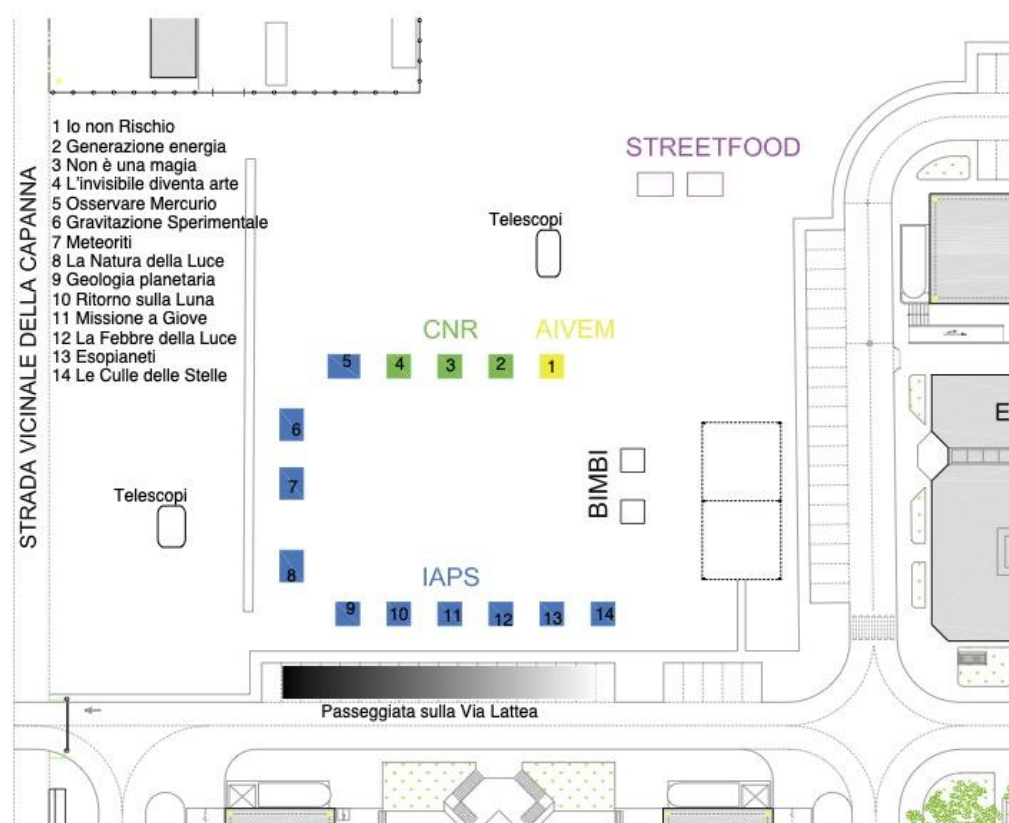 STRADA VICINALE DELLA CAPANNA
1 Io non Rischio
2 Generazione energia
3 Non è una magia
4 L'invisibile diventa arte
5 Osservare Mercurio
6 Gravitazione Sperimentale
7 Meteoriti
8 La Natura della Luce
9 Geologia planetaria
10 Ritorno sulla Luna
11 Missione a Giove
12 La Febbre della Luce
13 Esopianeti
14 Le Culle delle Stelle
STREETFOOD
Telescopi
CNR
AIVEM
5
4
3
2
1
6
7
8
Telescopi
BIMBI
E
IAPS
9
10
11
12
13
14
Passeggiata sulla Via Lattea